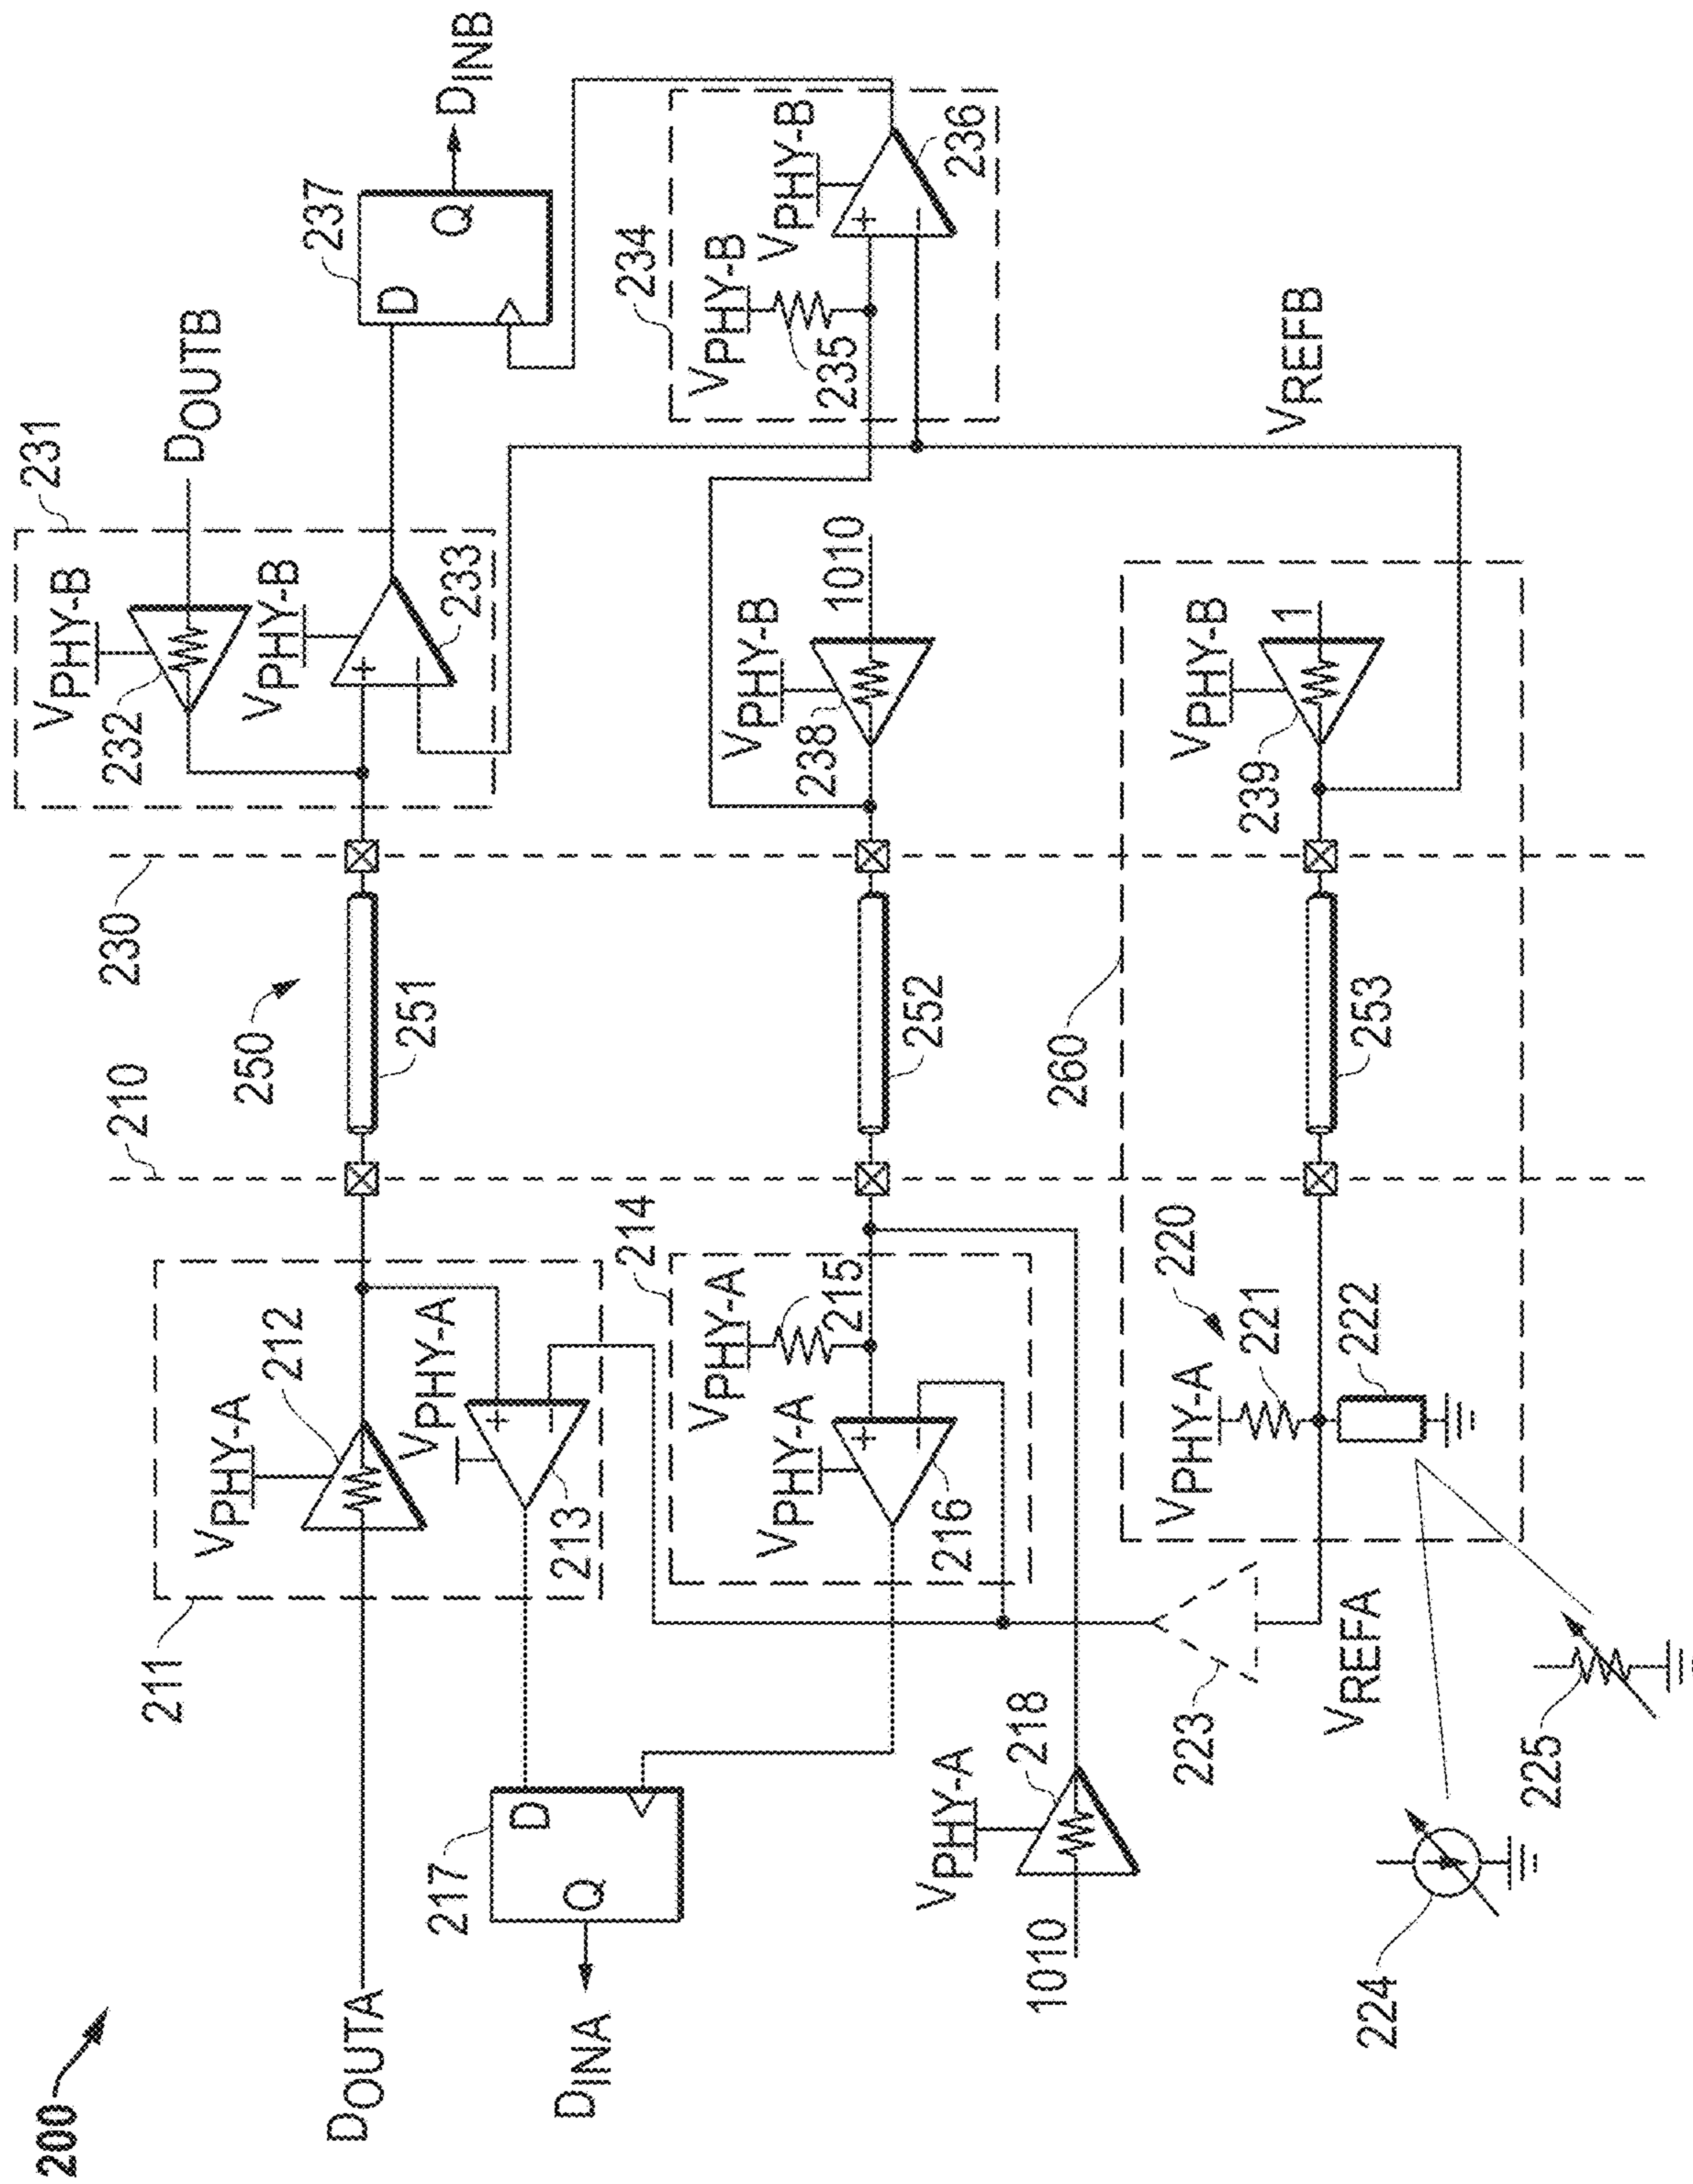 200
DOUTA
211
VPHY-A
212
VPHY-A
213
210
250
251
230
231
VPHY-B
232
VPHY-B
233
DOUTB
237
D
Q
DINB
217
D
Q
DINA
214
VPHY-A
215
VPHY-A
+
−
216
252
VPHY-B
238
1010
234
VPHY-B
235
VPHY-B
+
−
236
+
−
+
−
1010
VPHY-A
218
223
VREFA
260
220
VPHY-A
221
222
253
VPHY-B
239
1
VREFB
224
225